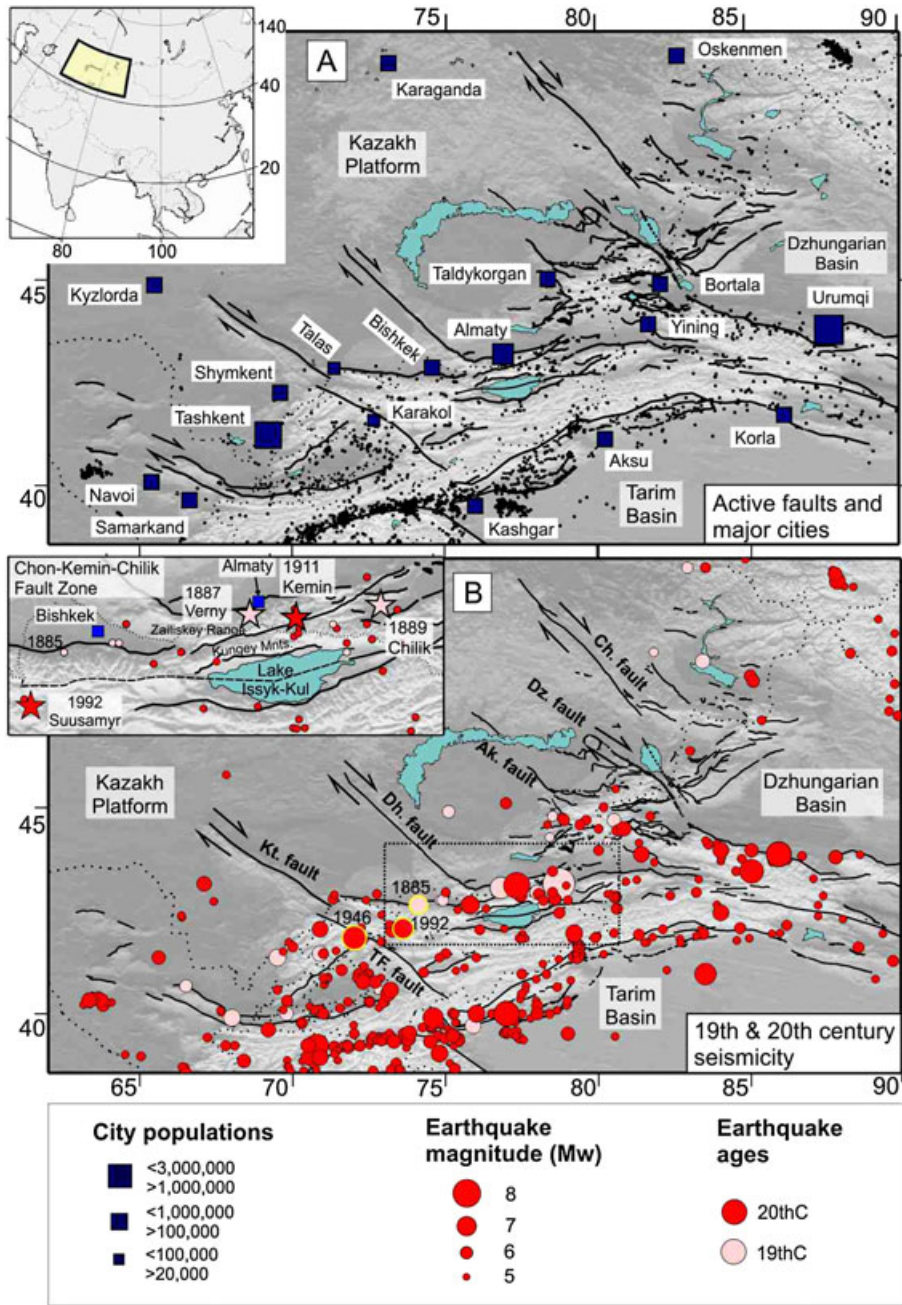 75
80
85
90
140
40
20
80
100
A
Oskenmen
Karaganda
Kazakh
Platform
Dzhungarian
Basin
45
Taldykorgan
Bortala
Urumqi
Kyzlorda
Talas
Bishkek
Almaty
Yining
Shymkent
Tashkent
Karakol
Korla
Aksu
40
Navoi
Samarkand
Kashgar
Tarim
Basin
Active faults and
major cities
Chon-Kemin-Chilik
Fault Zone
Almaty
1911
Kemin
1887
Verny
Bishkek
Zailiskey Range
1885
Kungey Mnts.
1889
Chilik
Lake
Issyk-Kul
1992
Suusamyr
B
Ch. fault
Dz. fault
Ak. fault
Kazakh
Platform
Dzhungarian
Basin
45
Dh. fault
Kt. fault
1885
1946
1992
TF fault
Tarim
Basin
40
19th & 20th century
seismicity
65
70
75
80
85
90
City populations
<3,000,000
>1,000,000
<1,000,000
>100,000
<100,000
>20,000
Earthquake
magnitude (Mw)
8
7
6
5
Earthquake
ages
20thC
19thC